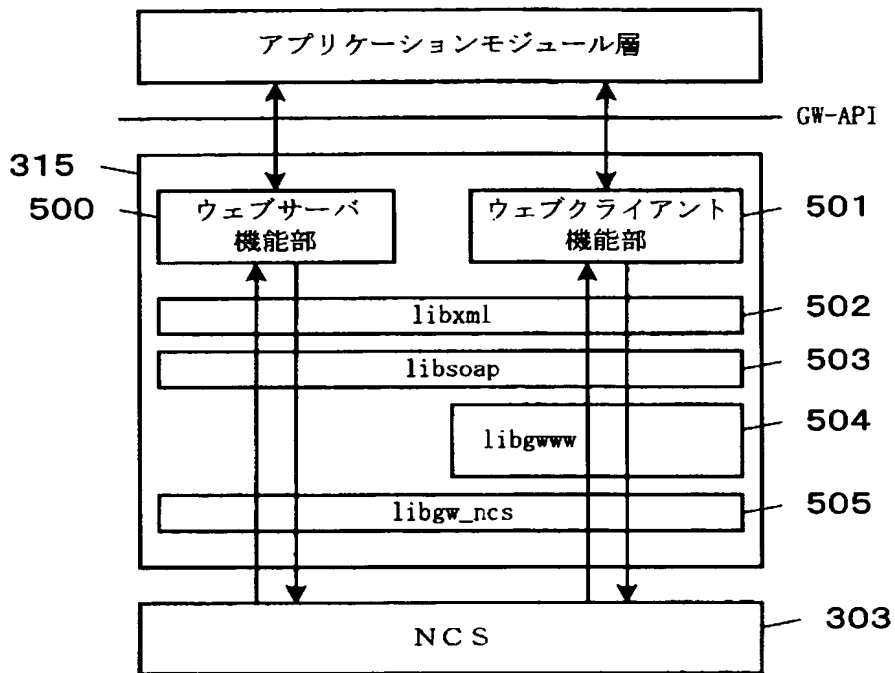 アプリケーションモジュール層
GW-API
315
500
ウェブサーバ
機能部
ウェブクライアント
機能部
501
libxml
502
libsoap
503
libgwww
504
libgw_ncs
505
NCS
303